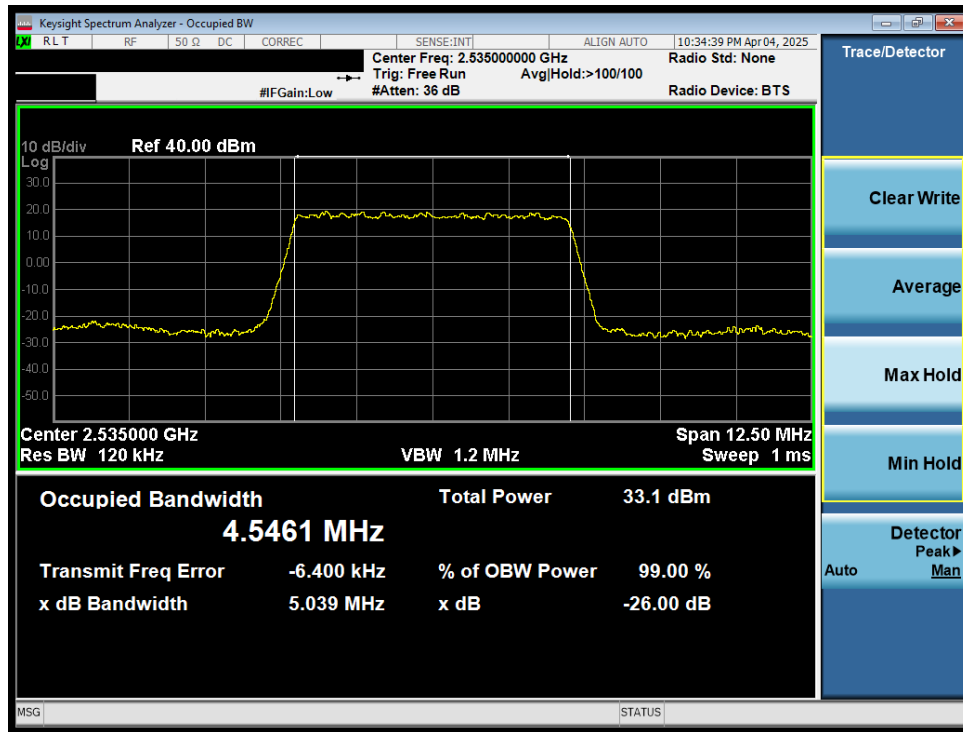 Keysight Spectrum Analyzer - Occupied BW
LXI RLT RF 50 Ω DC CORREC SENSE:INT ALIGN AUTO 10:34:39 PM Apr 04, 2025
Center Freq: 2.535000000 GHz Radio Std: None
Trig: Free Run Avg|Hold:>100/100
#IFGain:Low #Atten: 36 dB Radio Device: BTS
10 dB/div Ref 40.00 dBm
Log
30.0
20.0
10.0
0.00
-10.0
-20.0
-30.0
-40.0
-50.0
Center 2.535000 GHz Span 12.50 MHz
Res BW 120 kHz VBW 1.2 MHz Sweep 1 ms
Occupied Bandwidth Total Power 33.1 dBm
4.5461 MHz
Transmit Freq Error -6.400 kHz % of OBW Power 99.00 %
x dB Bandwidth 5.039 MHz x dB -26.00 dB
MSG STATUS
Trace/Detector
Clear Write
Average
Max Hold
Min Hold
Detector
Peak▶
Auto Man